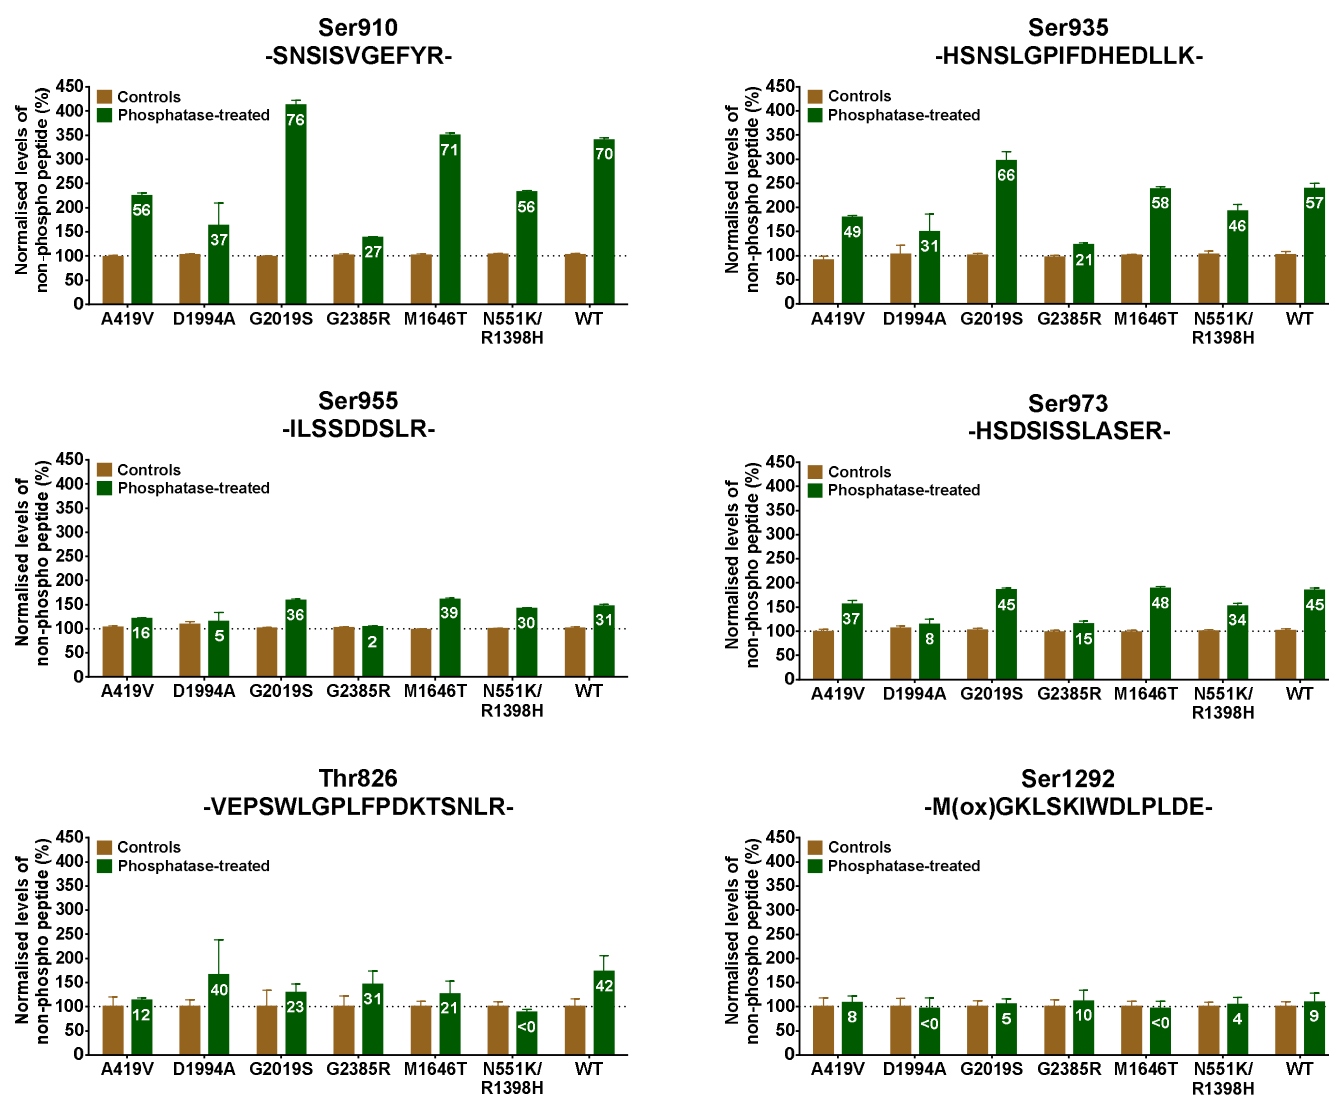 Ser910
-SNSISVGEFYR-
Normalised levels of
non-phospho peptide (%)
450
400
350
300
250
200
150
100
50
0
Controls
Phosphatase-treated
56
37
76
27
71
56
70
A419V D1994A G2019S G2385R M1646T N551K/ WT
R1398H
Ser935
-HSNSLGPIFDHEDLLK-
Normalised levels of
non-phospho peptide (%)
450
400
350
300
250
200
150
100
50
0
Controls
Phosphatase-treated
49
31
66
21
58
46
57
A419V D1994A G2019S G2385R M1646T N551K/ WT
R1398H
Ser955
-ILSSDDSLR-
Normalised levels of
non-phospho peptide (%)
450
400
350
300
250
200
150
100
50
0
Controls
Phosphatase-treated
16
5
36
2
39
30
31
A419V D1994A G2019S G2385R M1646T N551K/ WT
R1398H
Ser973
-HSDSISSLASER-
Normalised levels of
non-phospho peptide (%)
450
400
350
300
250
200
150
100
50
0
Controls
Phosphatase-treated
37
8
45
15
48
34
45
A419V D1994A G2019S G2385R M1646T N551K/ WT
R1398H
Thr826
-VEPSWLGPLFPDKTSNLR-
Normalised levels of
non-phospho peptide (%)
450
400
350
300
250
200
150
100
50
0
Controls
Phosphatase-treated
12
40
23
31
21
<0
42
A419V D1994A G2019S G2385R M1646T N551K/ WT
R1398H
Ser1292
-M(ox)GKLSKIWDLPLDE-
Normalised levels of
non-phospho peptide (%)
450
400
350
300
250
200
150
100
50
0
Controls
Phosphatase-treated
8
<0
5
10
<0
4
9
A419V D1994A G2019S G2385R M1646T N551K/ WT
R1398H